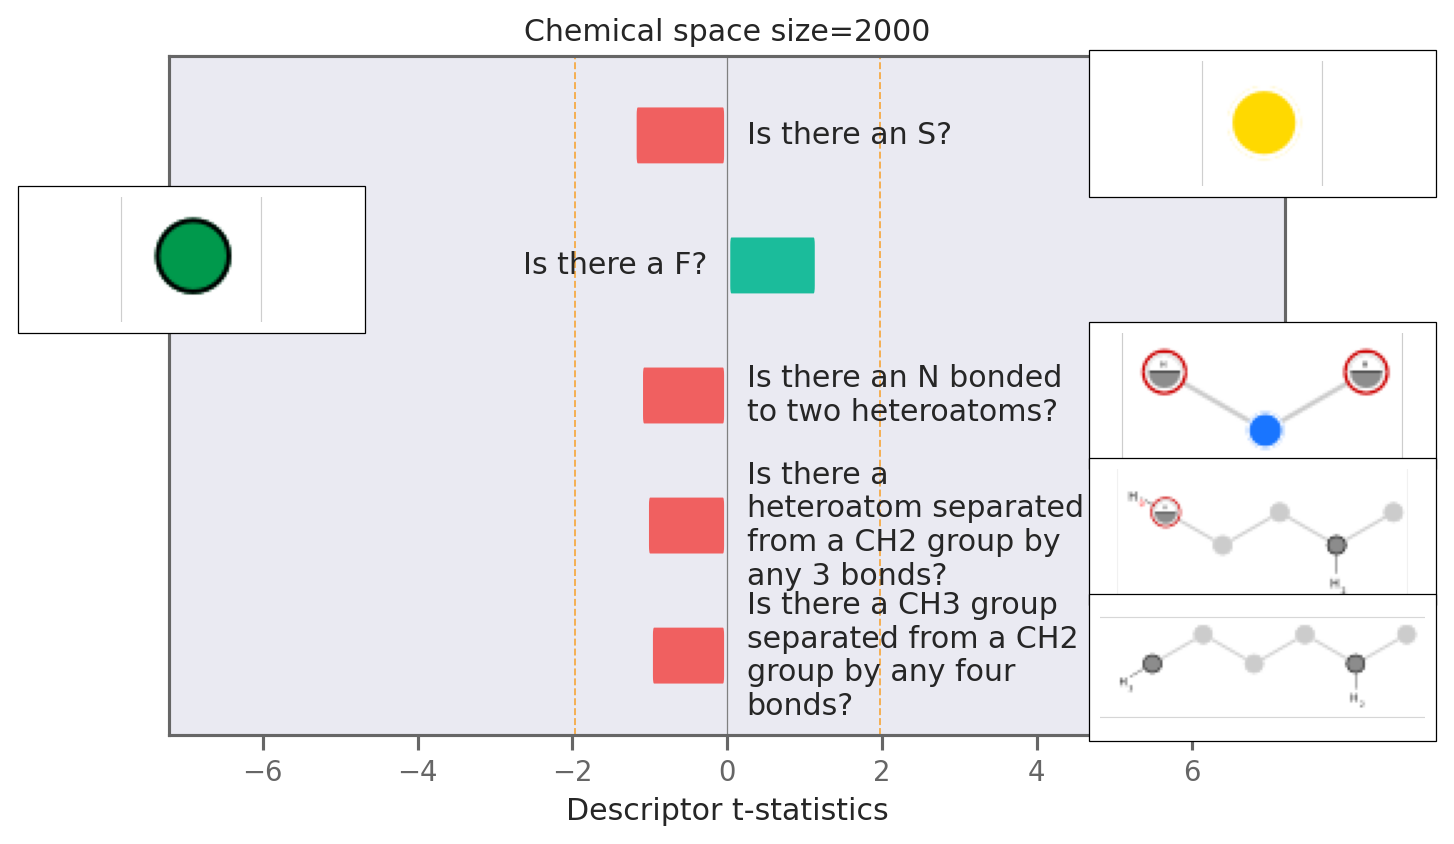 Chemical space size=2000
Is there an S?
Is there a F?
Is there an N bonded
to two heteroatoms?
Is there a
heteroatom separated
from a CH2 group by
any 3 bonds?
Is there a CH3 group
separated from a CH2
group by any four
bonds?
−6 −4 −2 0 2 4 6
Descriptor t-statistics